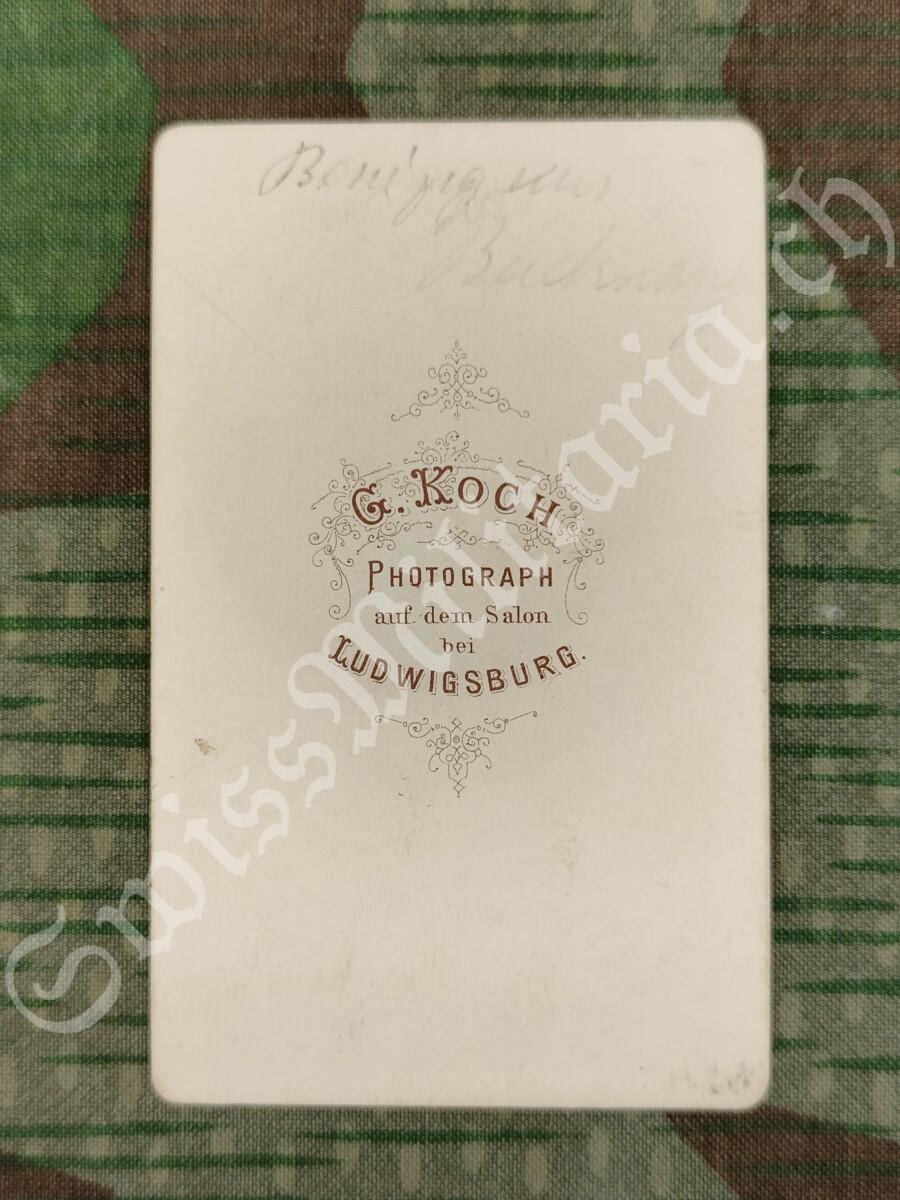 G. KOCH
PHOTOGRAPH
auf dem Salon
bei
LUDWIGSBURG.
SwissMilitaria.ch